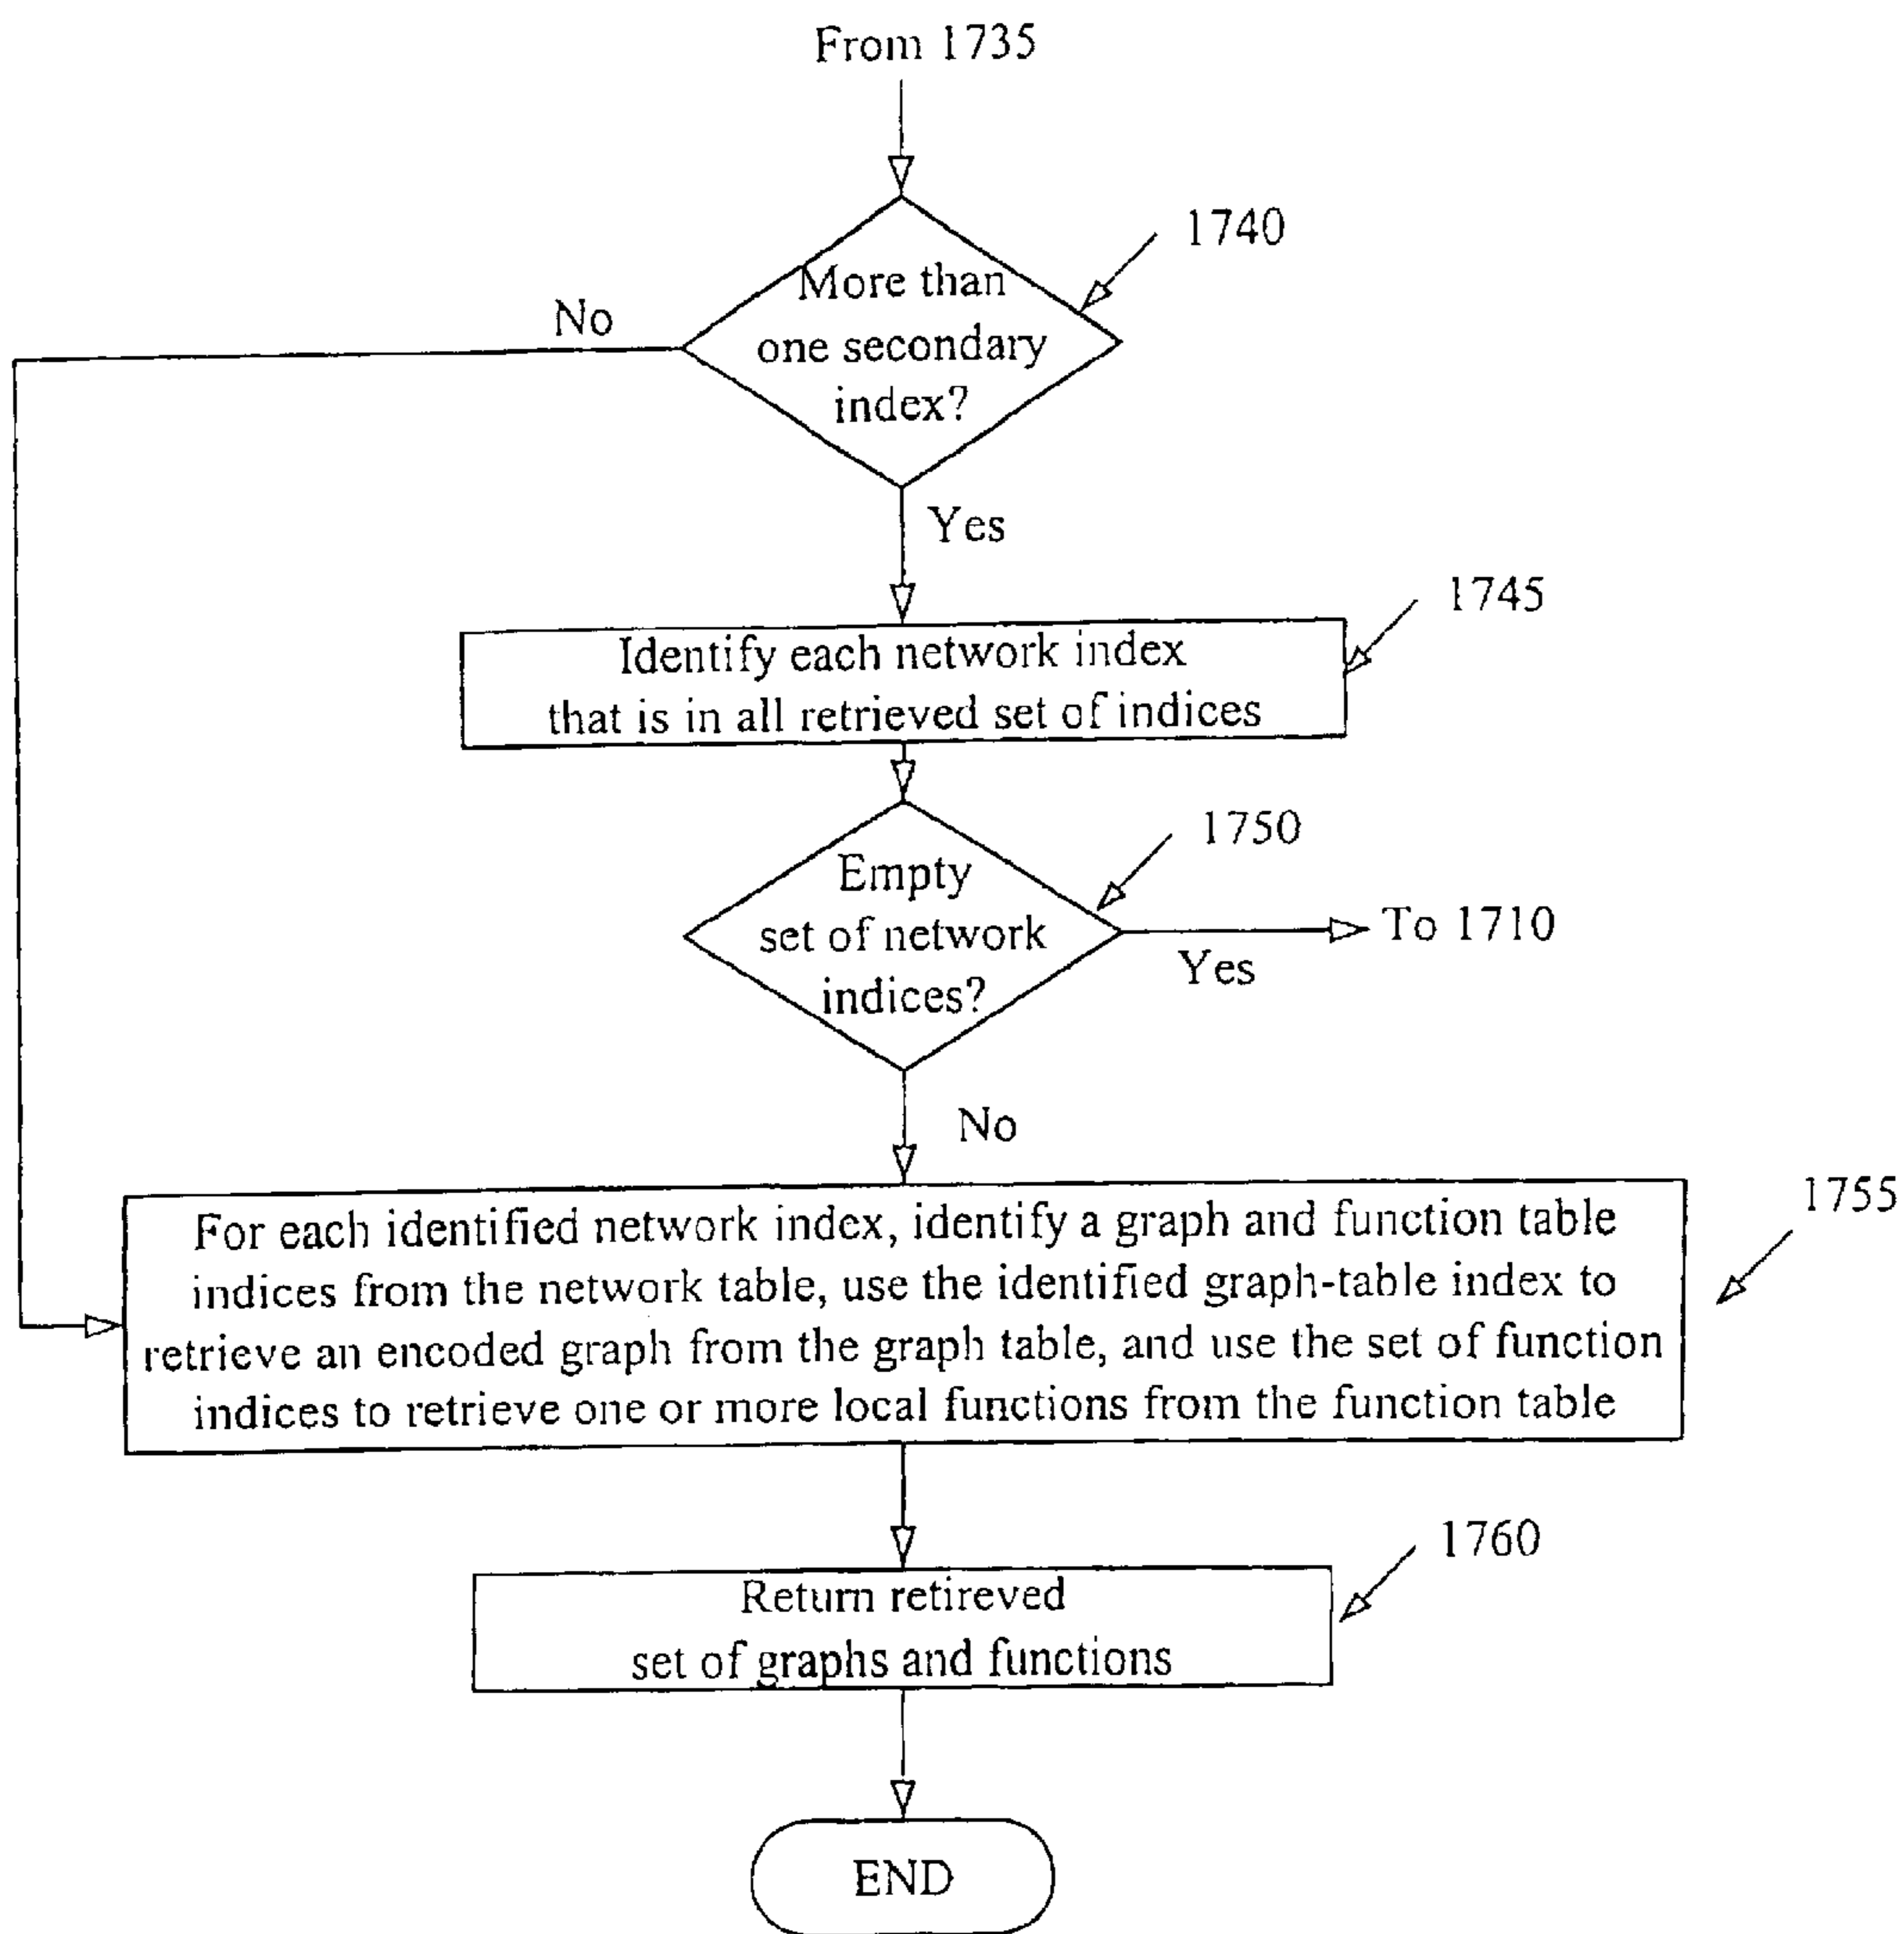 From 1735
1740
More than
one secondary
index?
No
Yes
1745
Identify each network index
that is in all retrieved set of indices
1750
Empty
set of network
indices?
To 1710
Yes
No
1755
For each identified network index, identify a graph and function table
indices from the network table, use the identified graph-table index to
retrieve an encoded graph from the graph table, and use the set of function
indices to retrieve one or more local functions from the function table
1760
Return retireved
set of graphs and functions
END